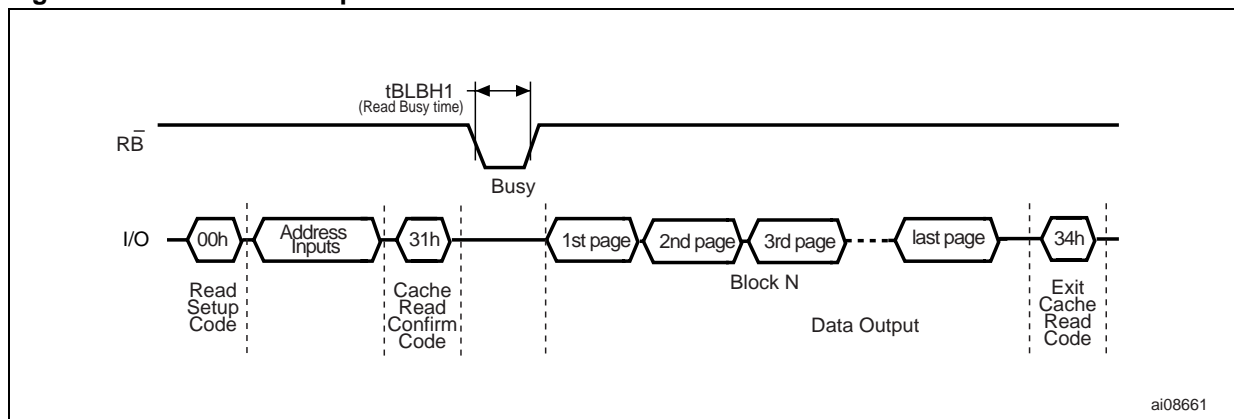 tBLBH1
(Read Busy time)
RB̅
Busy
I/O
00h
Address
Inputs
31h
1st page
2nd page
3rd page
last page
34h
Block N
Read
Setup
Code
Cache
Read
Confirm
Code
Data Output
Exit
Cache
Read
Code
ai08661